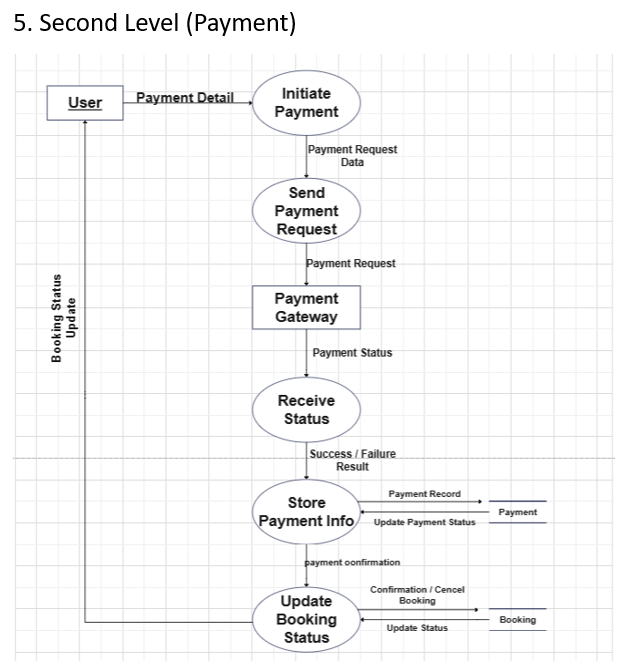 5. Second Level (Payment)
User
Payment Detail
Initiate
Payment
Payment Request
Data
Send
Payment
Request
Payment Request
Payment
Gateway
Booking Status
Update
Payment Status
Receive
Status
Success / Failure
Result
Store
Payment Info
Payment Record
Payment
Update Payment Status
payment confirmation
Update
Booking
Status
Confirmation / Cencel
Booking
Booking
Update Status